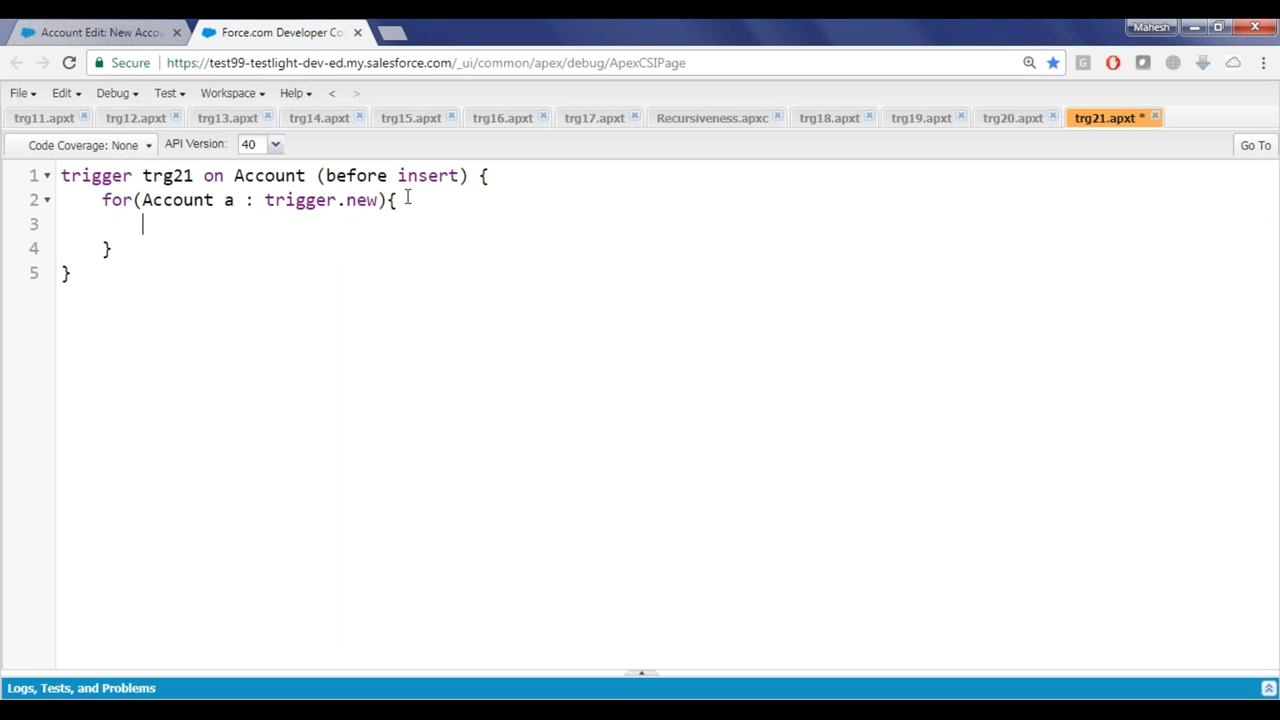 Account Edit: New Accou
Force.com Developer Co
Mahesh
Secure
https://test99-testlight-dev-ed.my.salesforce.com/_ui/common/apex/debug/ApexCSIPage
File Edit Debug Test Workspace Help < >
trg11.apxt trg12.apxt trg13.apxt trg14.apxt trg15.apxt trg16.apxt trg17.apxt Recursiveness.apxc trg18.apxt trg19.apxt trg20.apxt trg21.apxt *
Code Coverage: None API Version: 40 Go To
1 trigger trg21 on Account (before insert) {
2 for(Account a : trigger.new){
3
4 }
5 }
Logs, Tests, and Problems